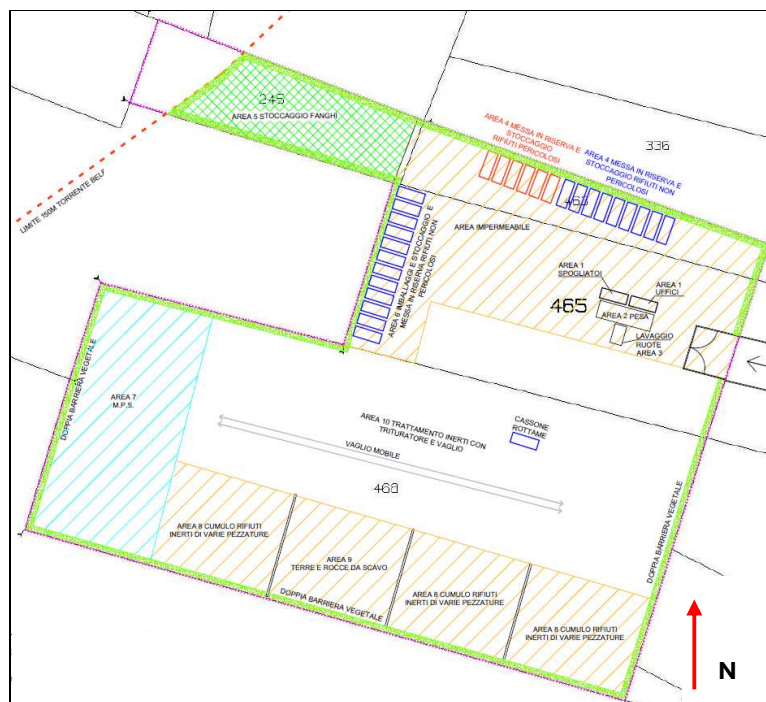 245
AREA 5 STOCCAGGIO FANGHI
LIMITE 150M TORRENTE BELF
AREA 4 MESSA IN RISERVA E
STOCCAGGIO
RIFIUTI PERICOLOSI
336
AREA 4 MESSA IN RISERVA E
STOCCAGGIO RIFIUTI NON
PERICOLOSI
463
AREA IMPERMEABILE
AREA 6 IMBALLAGGI E STOCCAGGIO E
MESSA IN RISERVA RIFIUTI NON
PERICOLOSI
AREA 1
SPOGLIATOI
AREA 1
UFFICI
465
AREA 2 PESA
LAVAGGIO
RUOTE
AREA 3
DOPPIA BARRIERA VEGETALE
AREA 7
M.P.S.
AREA 10 TRATTAMENTO INERTI CON
TRITURATORE E VAGLIO
CASSONE
ROTTAME
VAGLIO MOBILE
466
DOPPIA BARRIERA VEGETALE
AREA 8 CUMULO RIFIUTI
INERTI DI VARIE PEZZATURE
AREA 9
TERRE E ROCCE DA SCAVO
DOPPIA BARRIERA VEGETALE
AREA 8 CUMULO RIFIUTI
INERTI DI VARIE PEZZATURE
AREA 8 CUMULO RIFIUTI
INERTI DI VARIE PEZZATURE
N